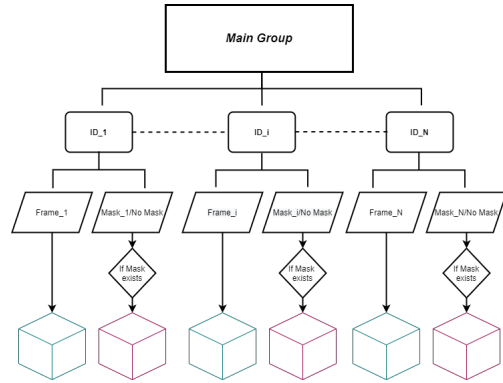 Main Group
ID_1
ID_i
ID_N
Frame_1
Mask_1/No Mask
Frame_i
Mask_i/No Mask
Frame_N
Mask_N/No Mask
If Mask
exists
If Mask
exists
If Mask
exists